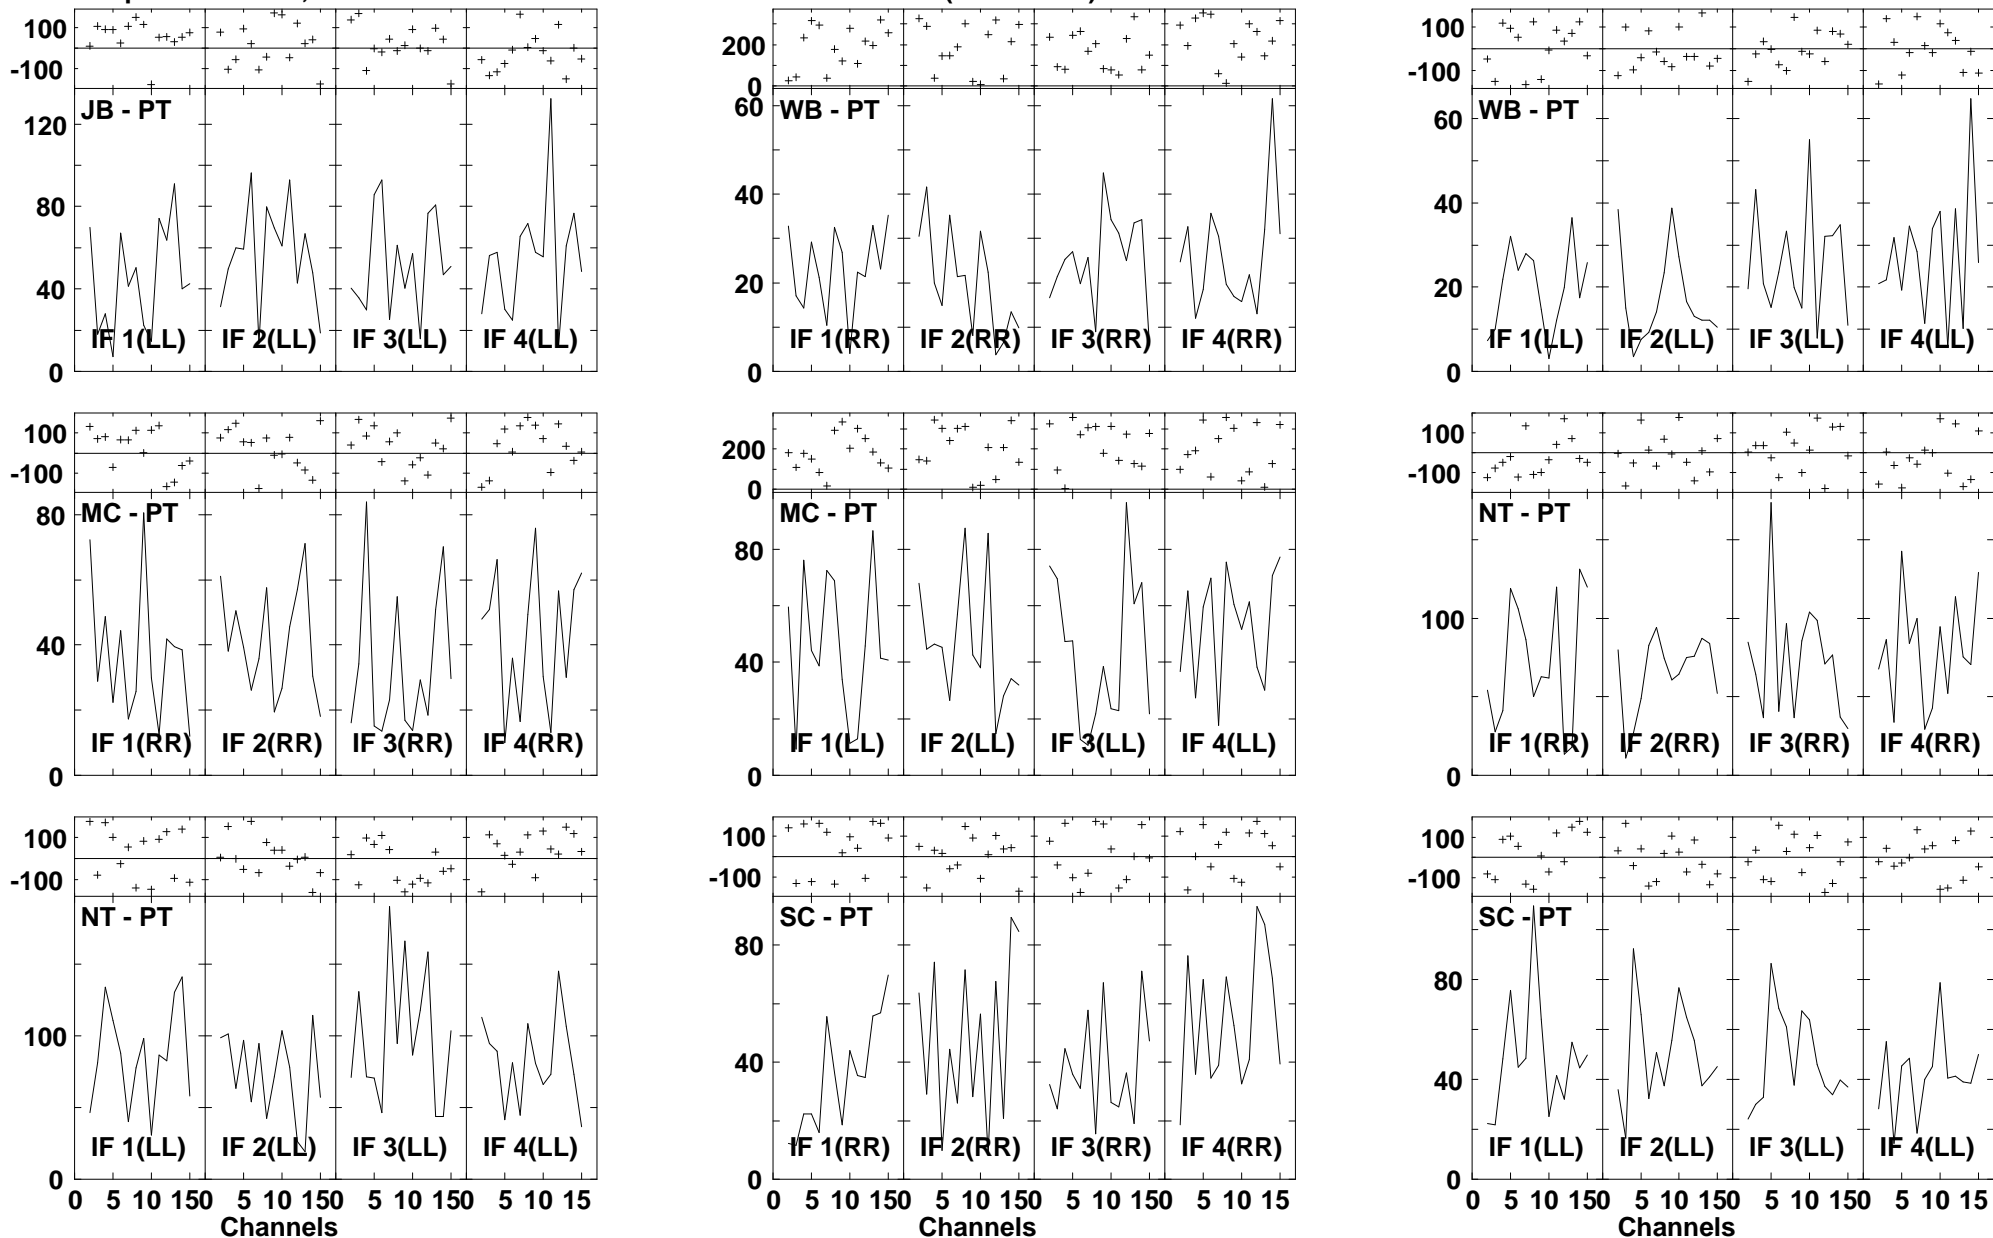 100
-100
JB - PT
120
80
40
0
IF 1(LL) IF 2(LL) IF 3(LL) IF 4(LL)
200
0
WB - PT
60
40
20
0
IF 1(RR) IF 2(RR) IF 3(RR) IF 4(RR)
100
-100
WB - PT
60
40
20
0
IF 1(LL) IF 2(LL) IF 3(LL) IF 4(LL)
100
-100
MC - PT
80
40
0
IF 1(RR) IF 2(RR) IF 3(RR) IF 4(RR)
200
0
MC - PT
80
40
0
IF 1(LL) IF 2(LL) IF 3(LL) IF 4(LL)
100
-100
NT - PT
100
0
IF 1(RR) IF 2(RR) IF 3(RR) IF 4(RR)
100
-100
NT - PT
100
0
IF 1(LL) IF 2(LL) IF 3(LL) IF 4(LL)
0 5 10 150 5 10 150 5 10 150 5 10 15
Channels
100
-100
SC - PT
80
40
0
IF 1(RR) IF 2(RR) IF 3(RR) IF 4(RR)
0 5 10 150 5 10 150 5 10 150 5 10 15
Channels
100
-100
SC - PT
80
40
0
IF 1(LL) IF 2(LL) IF 3(LL) IF 4(LL)
0 5 10 150 5 10 150 5 10 150 5 10 15
Channels